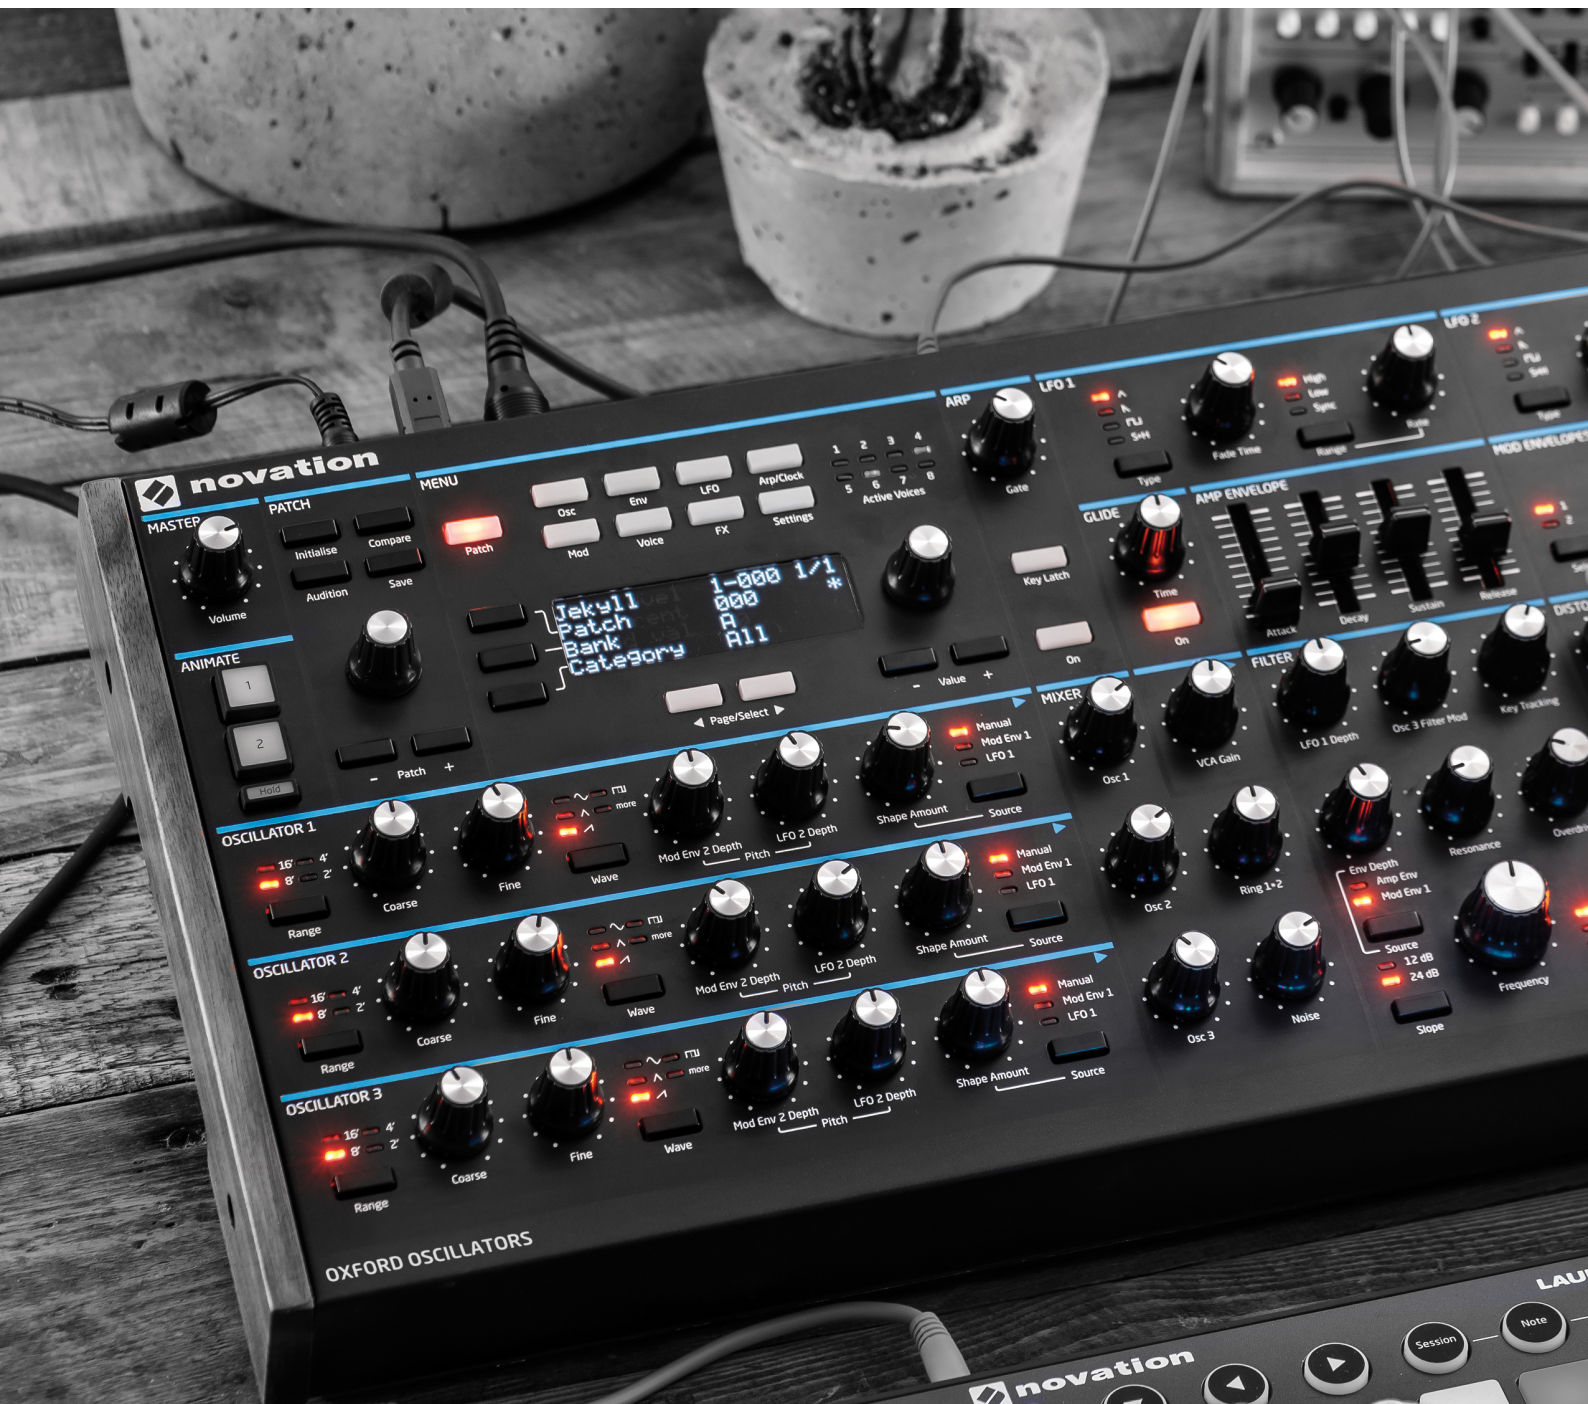 novation
MASTER
Volume
PATCH
Initialise
Compare
Audition
Save
- Patch +
MENU
Patch
Osc
Env
LFO
Arp/Clock
Mod
Voice
FX
Settings
1 2 3 4
5 6 7 8
Active Voices
Jekyll 1-000 1/1
Patch 000 *
Bank A
Category All
◀ Page/Select ▶
- Value +
ARP
Gate
Key Latch
On
LFO 1
S+H
Type
Fade Time
High
Low
Sync
Range
Rate
LFO 2
S+H
Type
GLIDE
Time
On
AMP ENVELOPE
Attack
Decay
Sustain
Release
MOD ENVELOPES
1
2
ANIMATE
1
2
Hold
OSCILLATOR 1
16' 4'
8' 2'
Range
Coarse
Fine
more
Wave
Mod Env 2 Depth
Pitch
LFO 2 Depth
Shape Amount
Manual
Mod Env 1
LFO 1
Source
OSCILLATOR 2
16' 4'
8' 2'
Range
Coarse
Fine
more
Wave
Mod Env 2 Depth
Pitch
LFO 2 Depth
Shape Amount
Manual
Mod Env 1
LFO 1
Source
OSCILLATOR 3
16' 4'
8' 2'
Range
Coarse
Fine
more
Wave
Mod Env 2 Depth
Pitch
LFO 2 Depth
Shape Amount
Manual
Mod Env 1
LFO 1
Source
MIXER
Osc 1
VCA Gain
Osc 2
Ring 1*2
Osc 3
Noise
FILTER
LFO 1 Depth
Osc 3 Filter Mod
Key Tracking
Env Depth
Amp Env
Mod Env 1
Source
12 dB
24 dB
Slope
Resonance
Frequency
OXFORD OSCILLATORS
novation
Session
Note